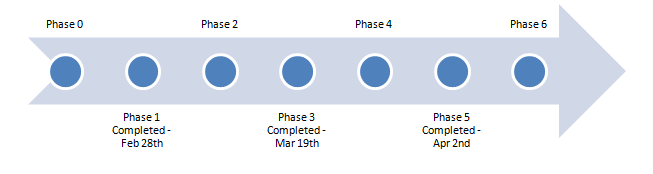 Phase 0
Phase 2
Phase 4
Phase 6
Phase 1
Completed -
Feb 28th
Phase 3
Completed -
Mar 19th
Phase 5
Completed -
Apr 2nd